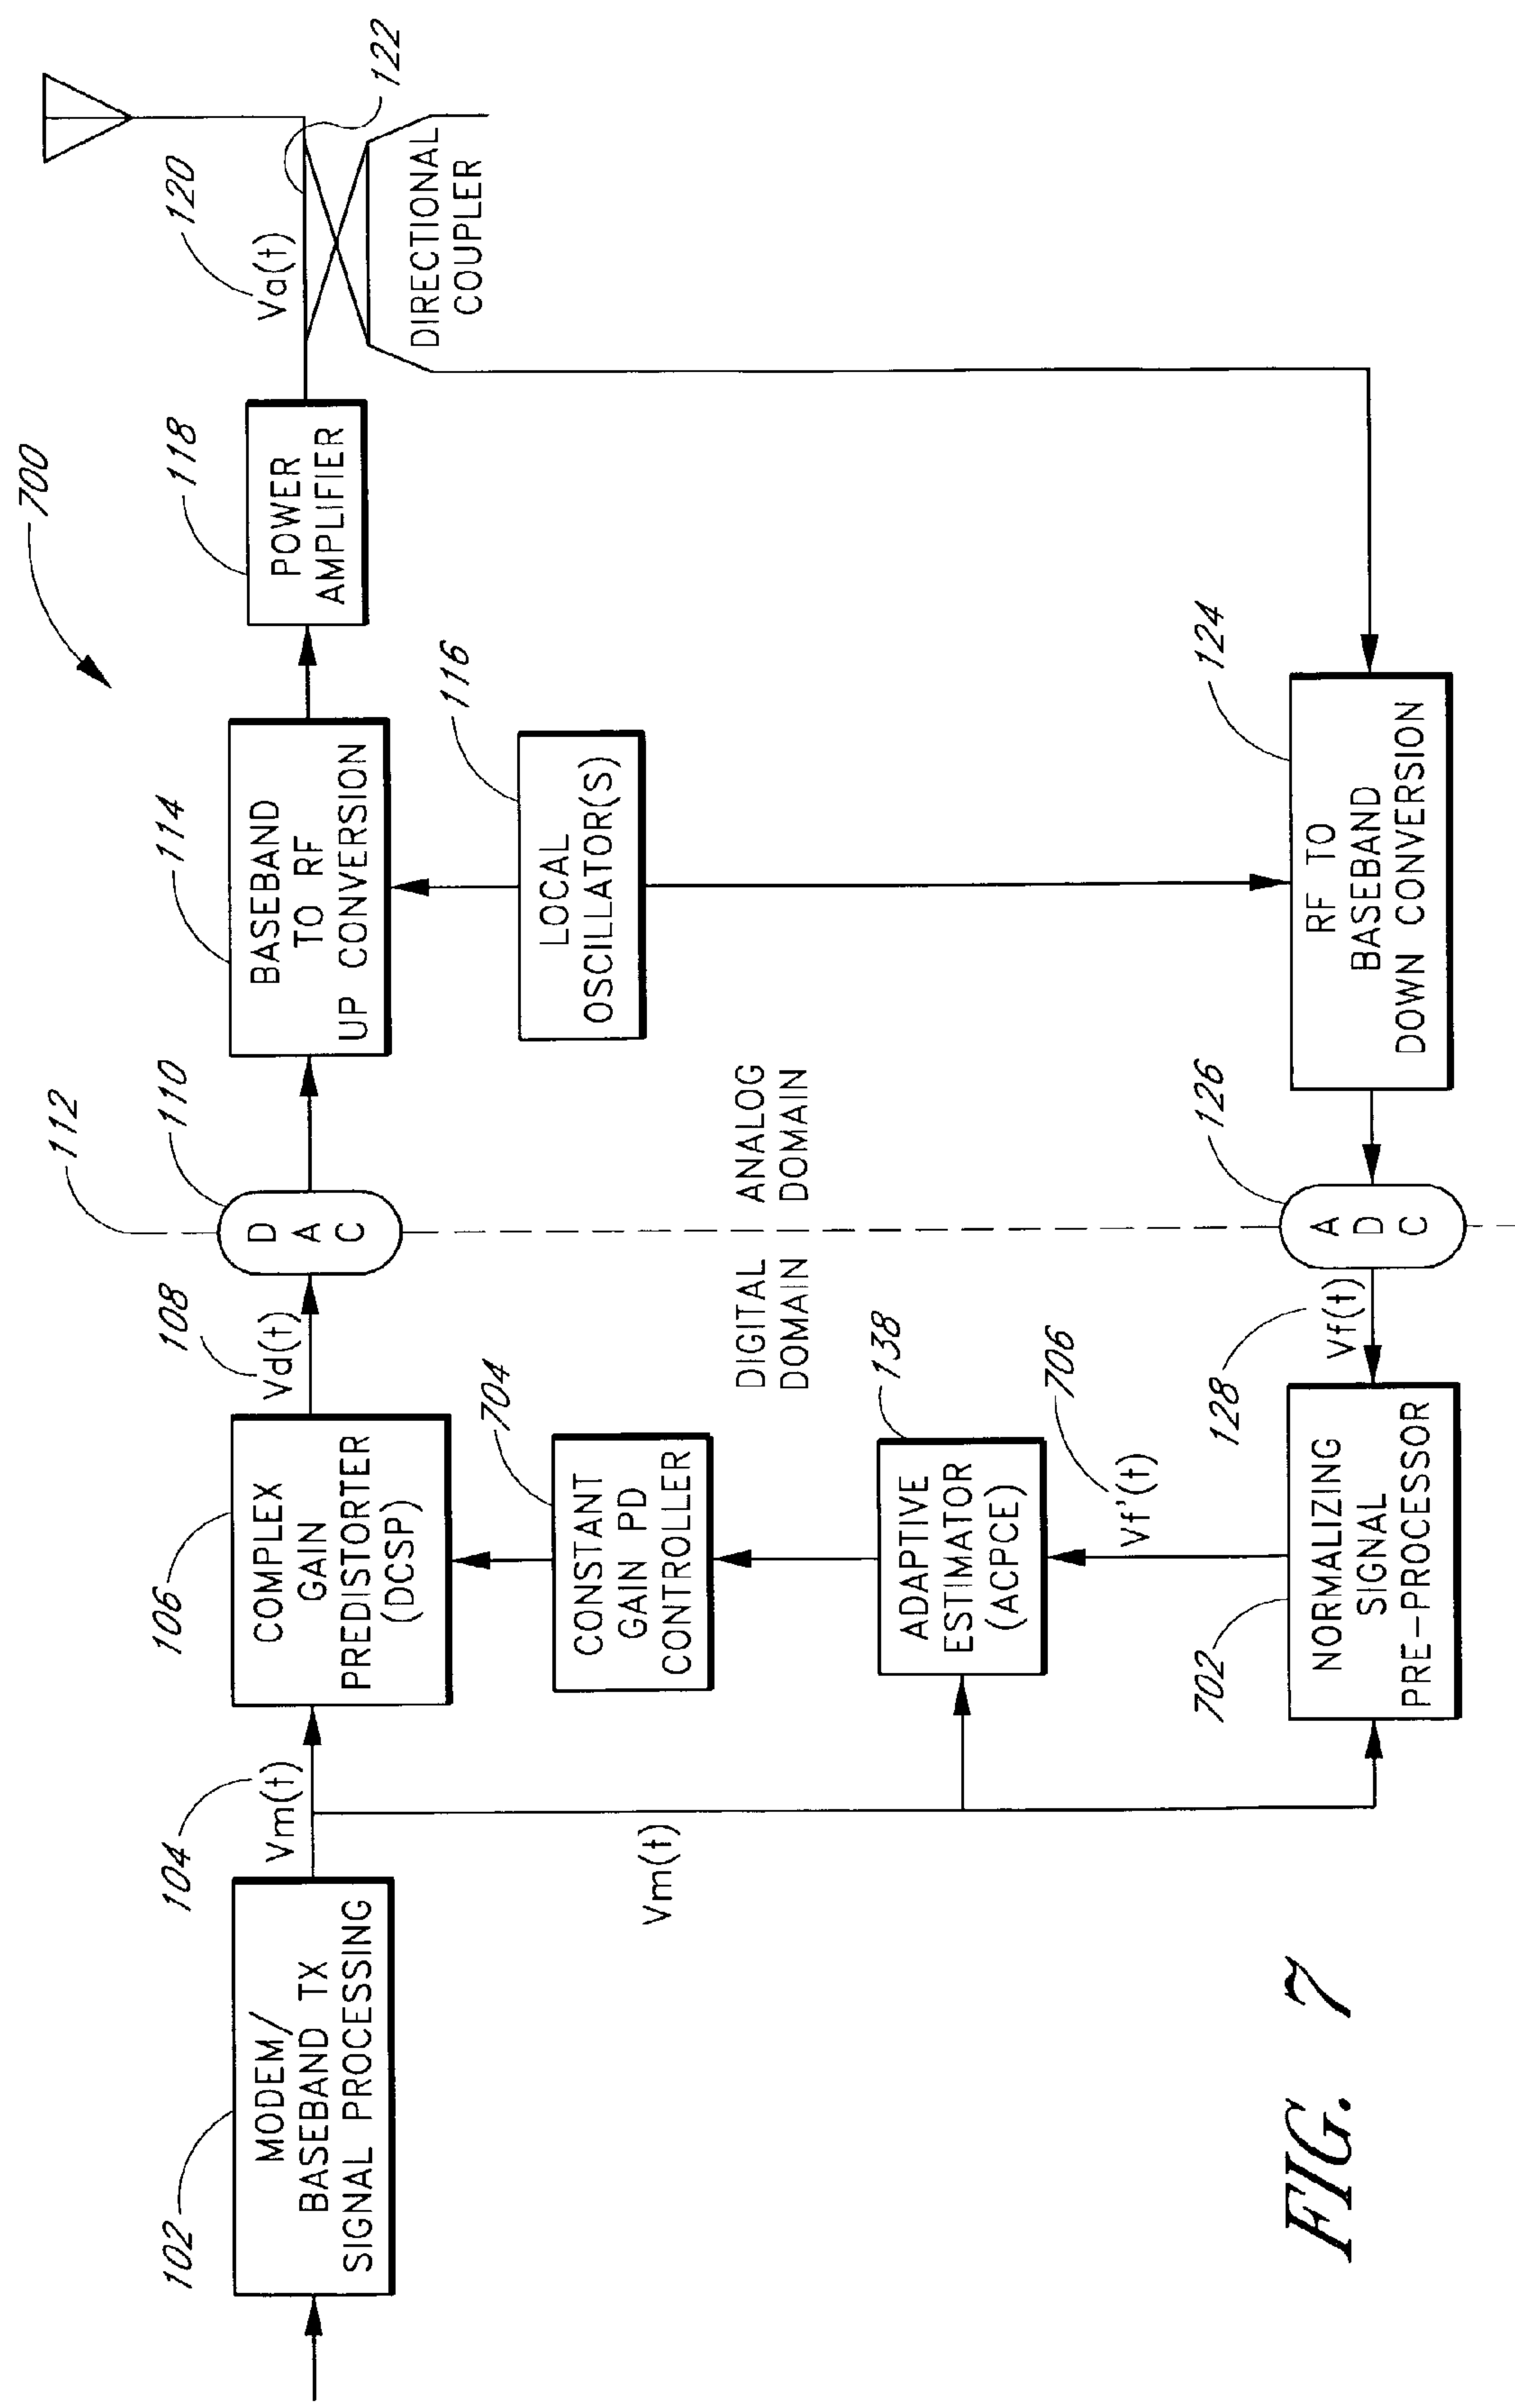 700
112
102
MODEM/
BASEBAND TX
SIGNAL PROCESSING
104
Vm(t)
106
COMPLEX
GAIN
PREDISTORTER
(DCSP)
108
Vd(t)
110
D
A
C
114
BASEBAND
TO RF
UP CONVERSION
118
POWER
AMPLIFIER
120
Va(t)
122
DIRECTIONAL
COUPLER
116
LOCAL
OSCILLATOR(S)
704
CONSTANT
GAIN PD
CONTROLLER
Vm(t)
DIGITAL
DOMAIN
ANALOG
DOMAIN
138
ADAPTIVE
ESTIMATOR
(ACPCE)
706
Vf'(t)
702
NORMALIZING
SIGNAL
PRE-PROCESSOR
128
Vf(t)
126
A
D
C
124
RF TO
BASEBAND
DOWN CONVERSION
FIG. 7